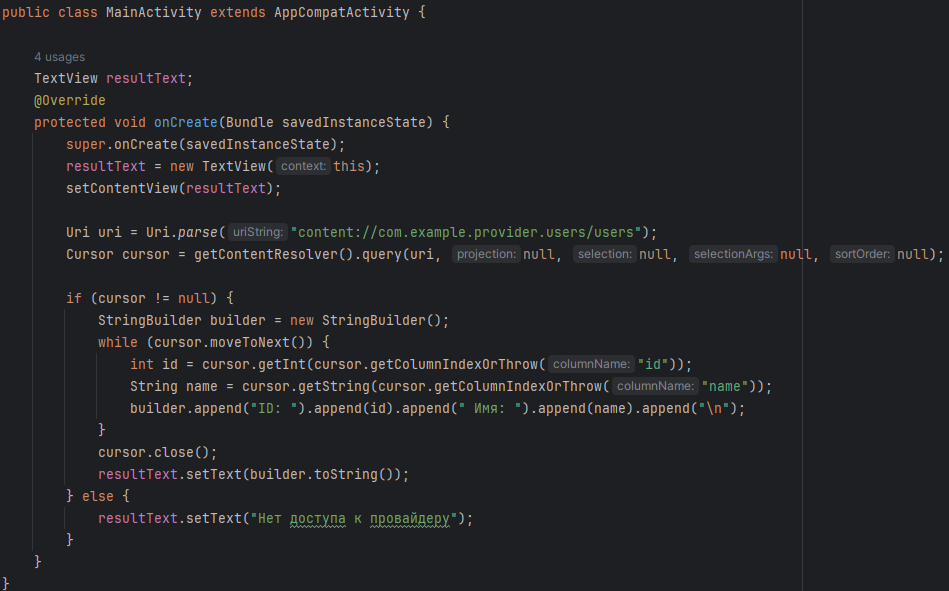 public class MainActivity extends AppCompatActivity {
4 usages
TextView resultText;
@Override
protected void onCreate(Bundle savedInstanceState) {
super.onCreate(savedInstanceState);
resultText = new TextView( context: this);
setContentView(resultText);
Uri uri = Uri.parse( uriString: "content://com.example.provider.users/users");
Cursor cursor = getContentResolver().query(uri, projection: null, selection: null, selectionArgs: null, sortOrder: null);
if (cursor != null) {
StringBuilder builder = new StringBuilder();
while (cursor.moveToNext()) {
int id = cursor.getInt(cursor.getColumnIndexOrThrow( columnName: "id"));
String name = cursor.getString(cursor.getColumnIndexOrThrow( columnName: "name"));
builder.append("ID: ").append(id).append(" Имя: ").append(name).append("\n");
}
cursor.close();
resultText.setText(builder.toString());
} else {
resultText.setText("Нет доступа к провайдеру");
}
}
}